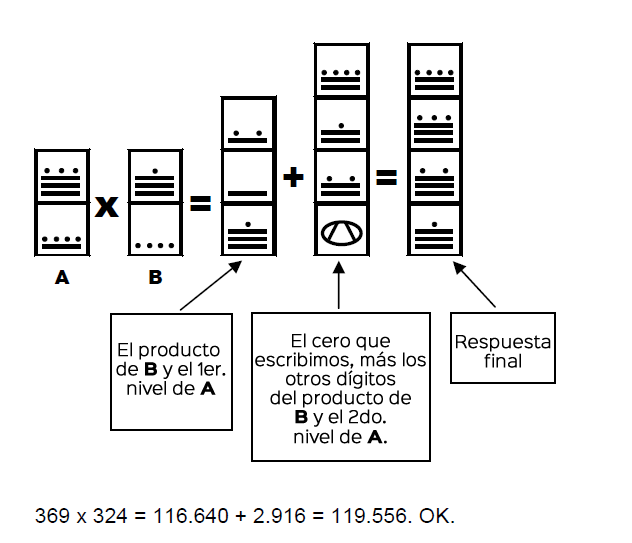 x = + =
A B
El producto
de B y el 1er.
nivel de A
El cero que
escribimos, más los
otros dígitos
del producto de
B y el 2do.
nivel de A.
Respuesta
final
369 x 324 = 116.640 + 2.916 = 119.556. OK.